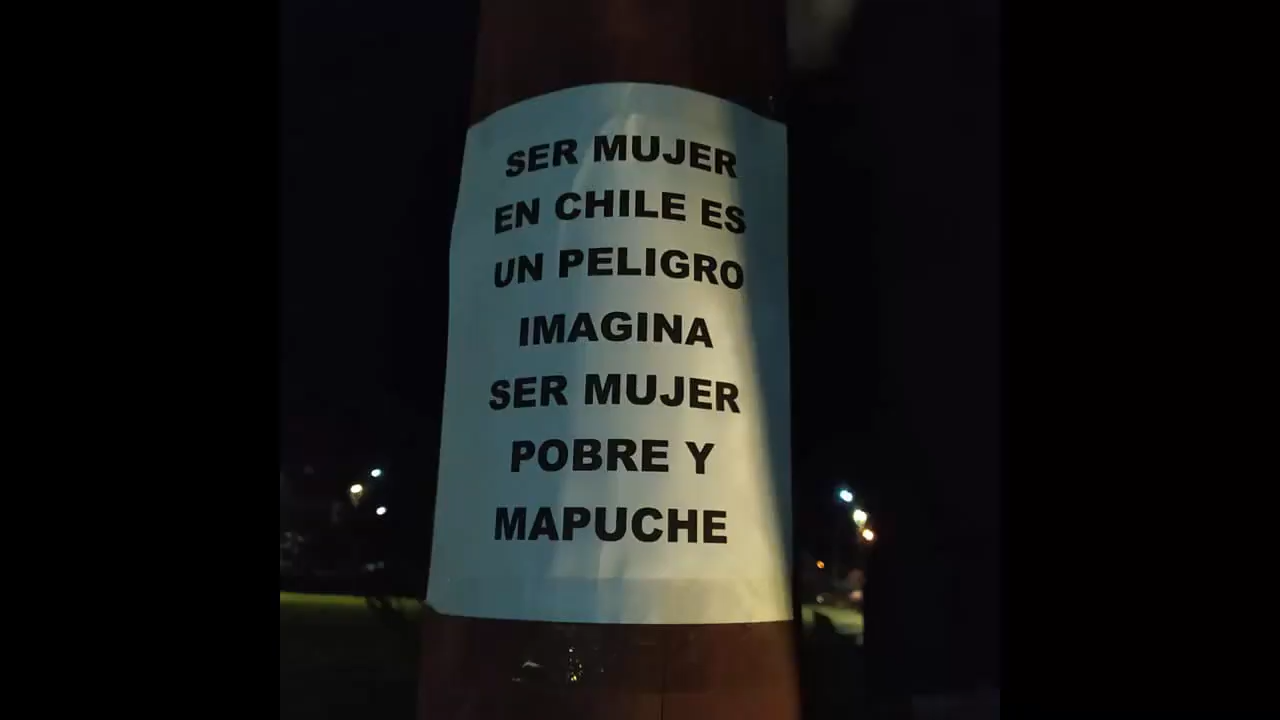 SER MUJER
EN CHILE ES
UN PELIGRO
IMAGINA
SER MUJER
POBRE Y
MAPUCHE